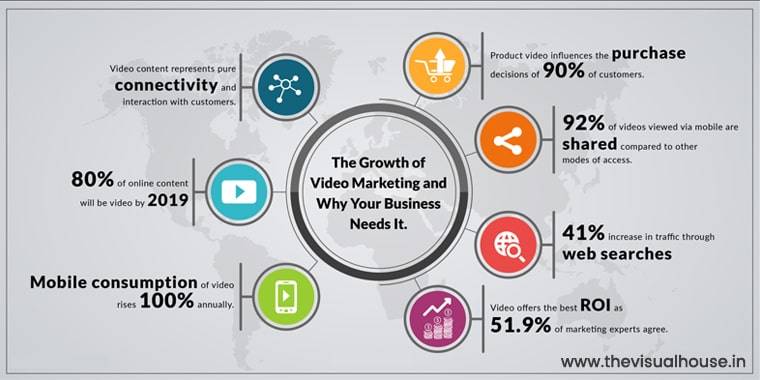 Video content represents pure
connectivity and
interaction with customers.
80% of online content
will be video by 2019
Mobile consumption of video
rises 100% annually.
The Growth of
Video Marketing and
Why Your Business
Needs It.
Product video influences the purchase
decisions of 90% of customers.
92% of videos viewed via mobile are
shared compared to other
modes of access.
41% increase in traffic through
web searches
Video offers the best ROI as
51.9% of marketing experts agree.
www.thevisualhouse.in